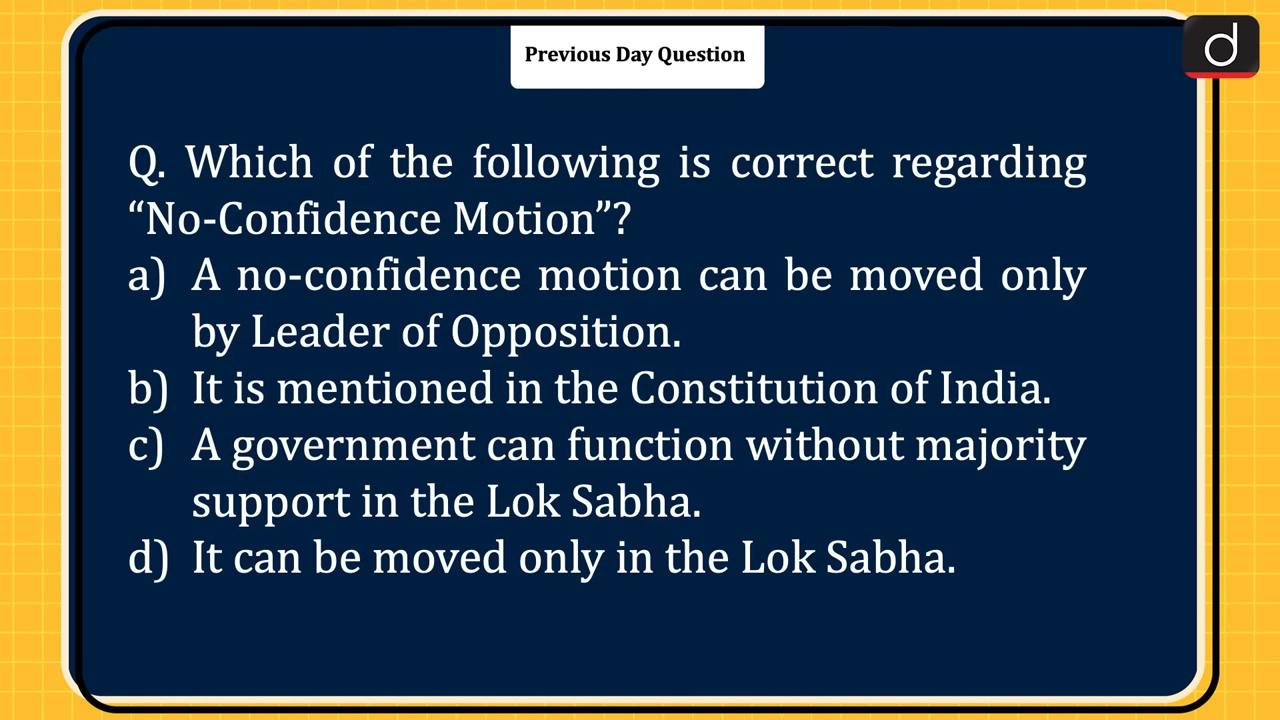 Previous Day Question
d
Q. Which of the following is correct regarding
“No-Confidence Motion”?
a) A no-confidence motion can be moved only
by Leader of Opposition.
b) It is mentioned in the Constitution of India.
c) A government can function without majority
support in the Lok Sabha.
d) It can be moved only in the Lok Sabha.